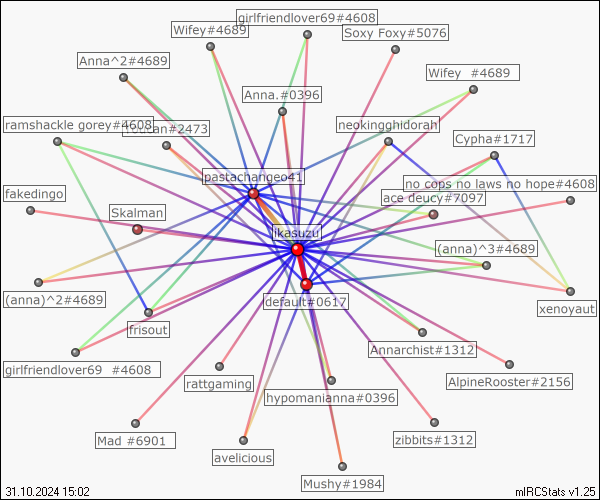 girlfriendlover69#4608
Wifey#4689
Soxy Foxy#5076
Anna^2#4689
Wifey  #4689
Anna.#0396
ramshackle gorey#4608
#2473
neokingghidorah
Cypha#1717
pastachangeo41
no cops no laws no hope#4608
fakedingo
ace deucy#7097
Skalman
ikasuzu
(anna)^3#4689
(anna)^2#4689
default#0617
xenoyaut
frisout
Annarchist#1312
girlfriendlover69  #4608
rattgaming
AlpineRooster#2156
hypomanianna#0396
Mad #6901
zibbits#1312
avelicious
Mushy#1984
31.10.2024 15:02
mIRCStats v1.25